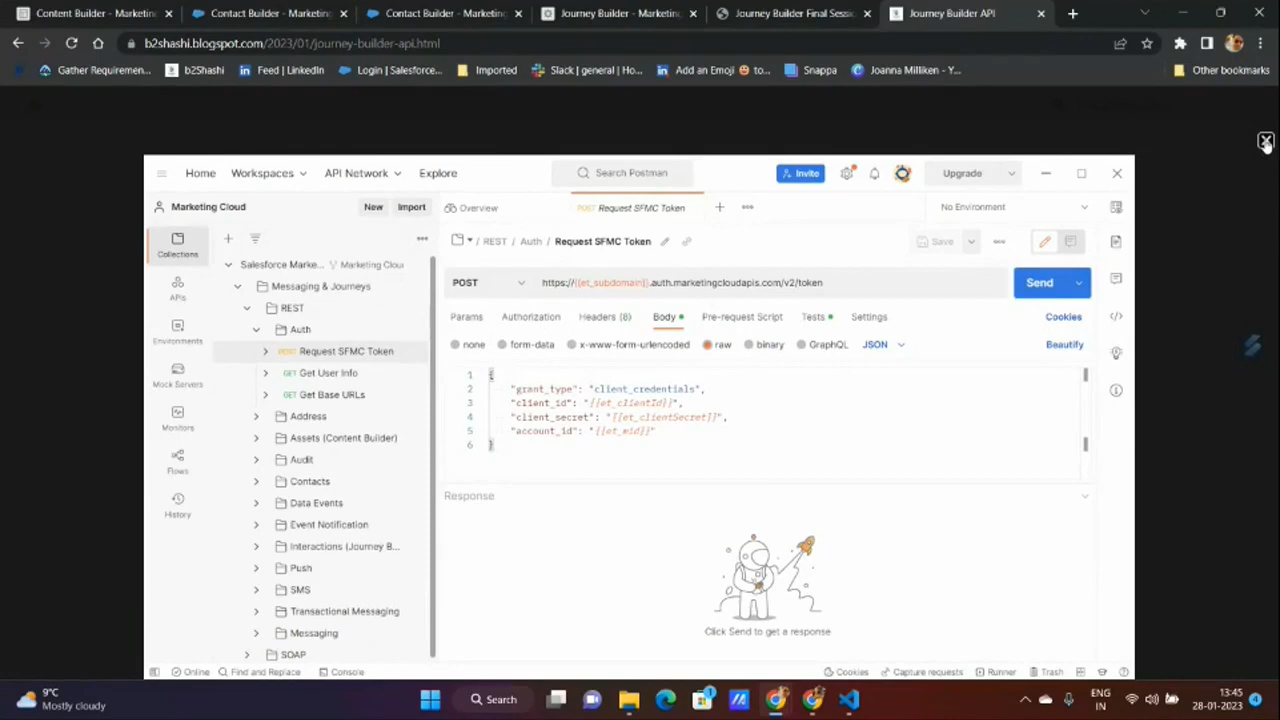 Content Builder - Marketing
Contact Builder - Marketing
Contact Builder - Marketing
Journey Builder - Marketing
Journey Builder Final Sessi
Journey Builder API
b2shashi.blogspot.com/2023/01/journey-builder-api.html
Gather Requiremen...
b2Shashi
Feed | LinkedIn
Login | Salesforce...
Imported
Slack | general | Ho...
Add an Emoji 😀 to...
Snappa
Joanna Milliken - Y...
Other bookmarks
Home Workspaces API Network Explore
Search Postman
Invite
Upgrade
Marketing Cloud
New Import
Overview
POST Request SFMC Token
No Environment
Collections
APIs
Environments
Mock Servers
Monitors
Flows
History
Salesforce Marke... Marketing Clou
Messaging & Journeys
REST
Auth
POST Request SFMC Token
GET Get User Info
GET Get Base URLs
Address
Assets (Content Builder)
Audit
Contacts
Data Events
Event Notification
Interactions (Journey B...
Push
SMS
Transactional Messaging
Messaging
SOAP
/ REST / Auth / Request SFMC Token
Save
POST
https://{{et_subdomain}}.auth.marketingcloudapis.com/v2/token
Send
Params Authorization Headers (8) Body Pre-request Script Tests Settings
Cookies
none form-data x-www-form-urlencoded raw binary GraphQL JSON
Beautify
1 {
2 "grant_type": "client_credentials",
3 "client_id": "{{et_clientId}}",
4 "client_secret": "{{et_clientSecret}}",
5 "account_id": "{{et_mid}}"
6 }
Response
Click Send to get a response
Online Find and Replace Console
Cookies Capture requests Runner Trash
9°C
Mostly cloudy
Search
1
ENG
IN
13:45
28-01-2023